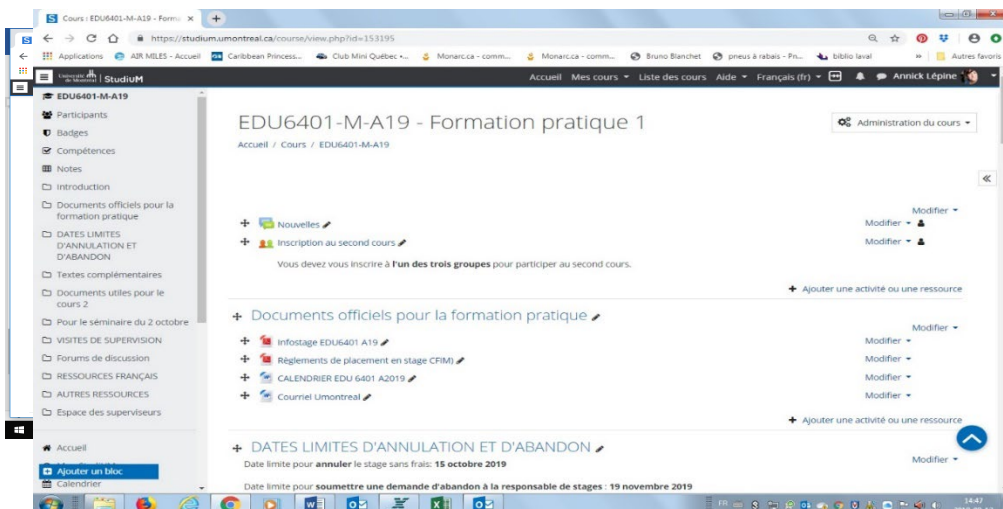 Cours : EDU6401-M-A19 - Form
https://studium.umontreal.ca/course/view.php?id=153195
Applications AIR MILES - Accueil Caribbean Princess... Club Mini Québec •... Monarc.ca - comm... Monarc.ca - comm... Bruno Blanchet pneus à rabais - Pn... biblio laval » Autres favoris
Université de Montréal | StudiUM Accueil Mes cours Liste des cours Aide Français (fr) Annick Lépine
EDU6401-M-A19
Participants
Badges
Compétences
Notes
Introduction
Documents officiels pour la
formation pratique
DATES LIMITES
D'ANNULATION ET
D'ABANDON
Textes complémentaires
Documents utiles pour le
cours 2
Pour le séminaire du 2 octobre
VISITES DE SUPERVISION
Forums de discussion
RESSOURCES FRANÇAIS
AUTRES RESSOURCES
Espace des superviseurs
Accueil
Ajouter un bloc
Calendrier
EDU6401-M-A19 - Formation pratique 1
Administration du cours
Accueil / Cours / EDU6401-M-A19
Modifier
Nouvelles Modifier
Inscription au second cours Modifier
Vous devez vous inscrire à l'un des trois groupes pour participer au second cours.
+ Ajouter une activité ou une ressource
Documents officiels pour la formation pratique
Modifier
Infostage EDU6401 A19 Modifier
Règlements de placement en stage CFIM) Modifier
CALENDRIER EDU 6401 A2019 Modifier
Courriel Umontreal Modifier
+ Ajouter une activité ou une ressource
DATES LIMITES D'ANNULATION ET D'ABANDON
Modifier
Date limite pour annuler le stage sans frais: 15 octobre 2019
Date limite pour soumettre une demande d'abandon à la responsable de stages : 19 novembre 2019
FR 14:47